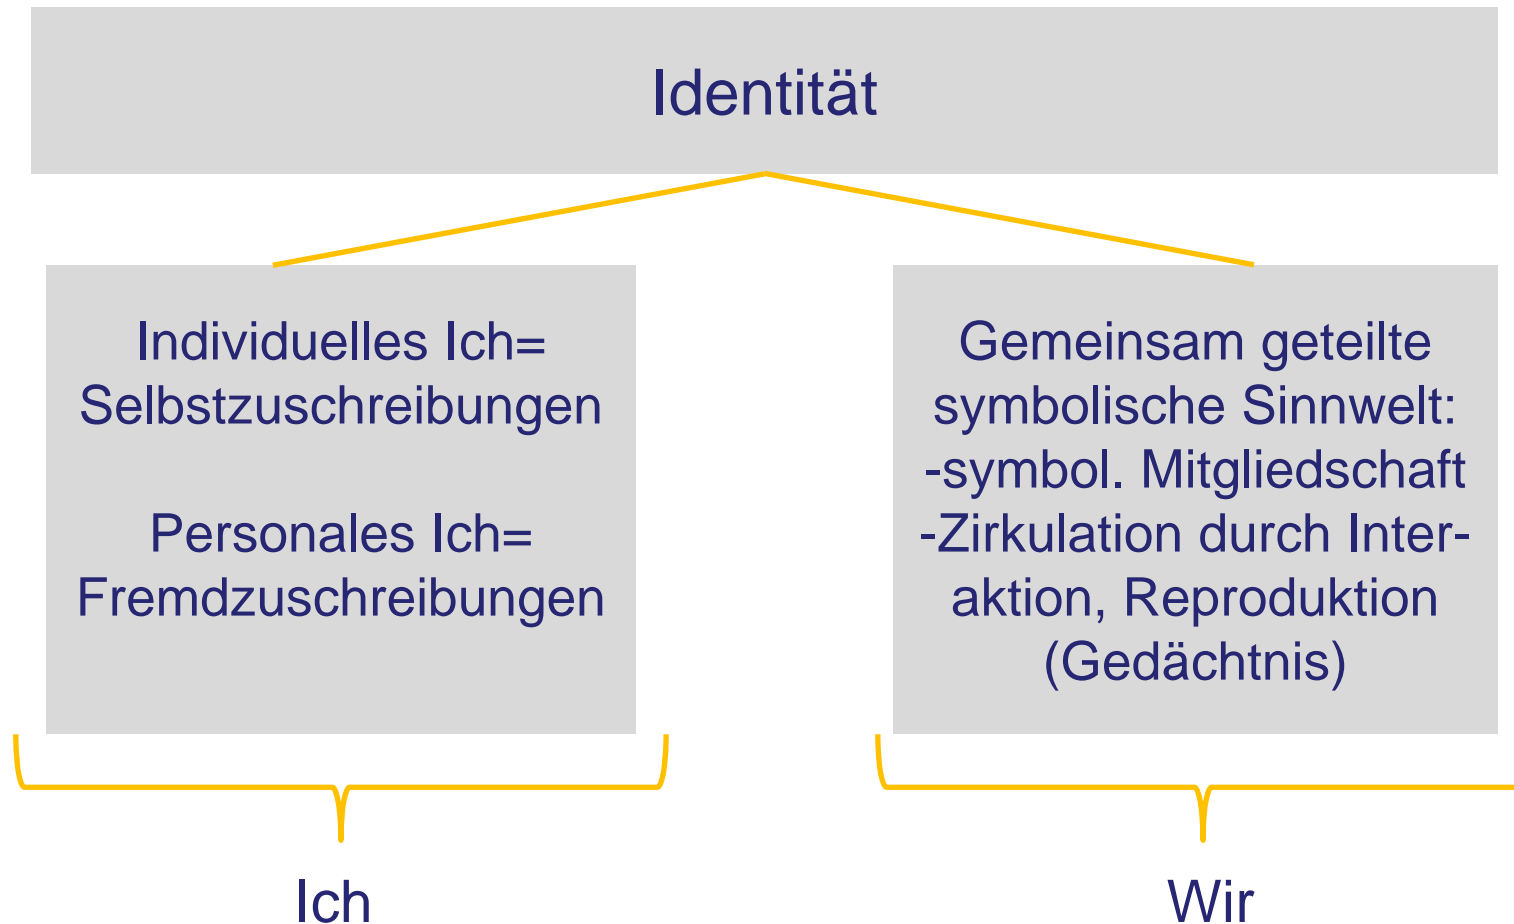 Identität
Individuelles Ich=
Selbstzuschreibungen
Personales Ich=
Fremdzuschreibungen
Gemeinsam geteilte
symbolische Sinnwelt:
-symbol. Mitgliedschaft
-Zirkulation durch Inter-
aktion, Reproduktion
(Gedächtnis)
Ich
Wir